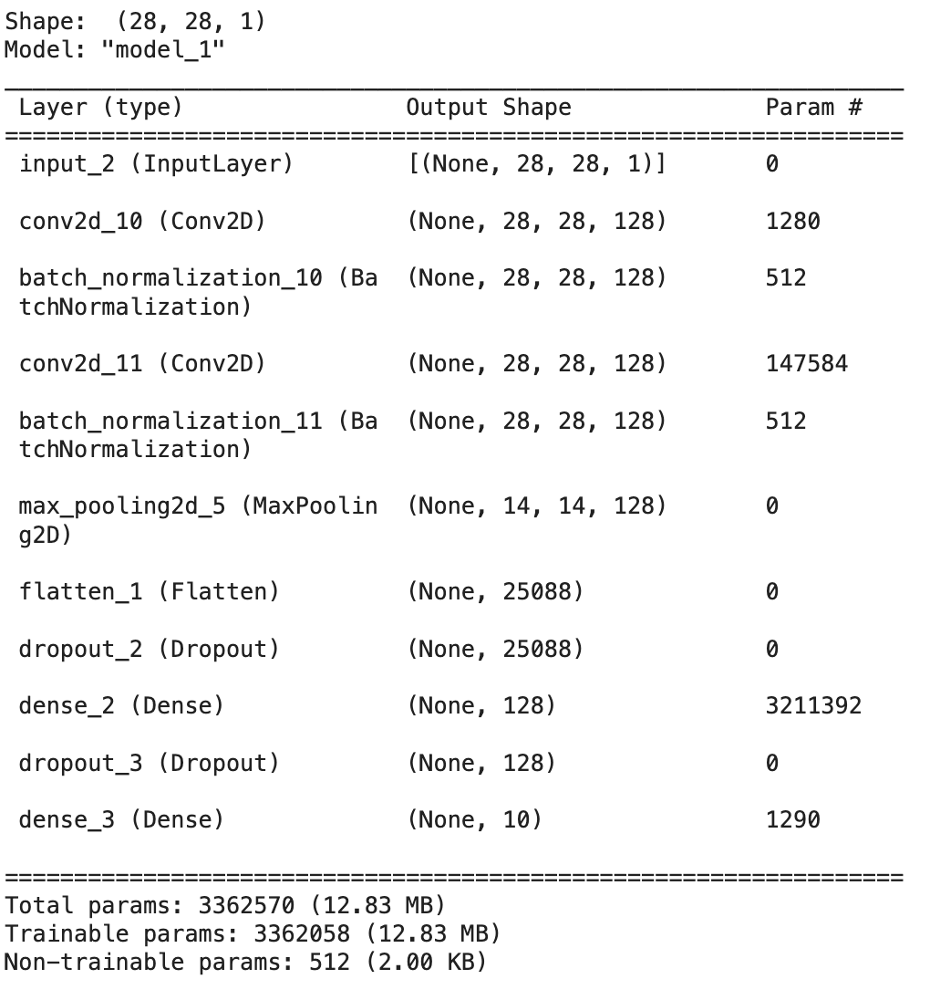 Shape:  (28, 28, 1)
Model: "model_1"
_________________________________________________________________
 Layer (type)                Output Shape              Param #
=================================================================
 input_2 (InputLayer)        [(None, 28, 28, 1)]       0
 conv2d_10 (Conv2D)          (None, 28, 28, 128)       1280
 batch_normalization_10 (Ba  (None, 28, 28, 128)       512
 tchNormalization)
 conv2d_11 (Conv2D)          (None, 28, 28, 128)       147584
 batch_normalization_11 (Ba  (None, 28, 28, 128)       512
 tchNormalization)
 max_pooling2d_5 (MaxPoolin  (None, 14, 14, 128)       0
 g2D)
 flatten_1 (Flatten)         (None, 25088)             0
 dropout_2 (Dropout)         (None, 25088)             0
 dense_2 (Dense)             (None, 128)               3211392
 dropout_3 (Dropout)         (None, 128)               0
 dense_3 (Dense)             (None, 10)                1290
=================================================================
Total params: 3362570 (12.83 MB)
Trainable params: 3362058 (12.83 MB)
Non-trainable params: 512 (2.00 KB)